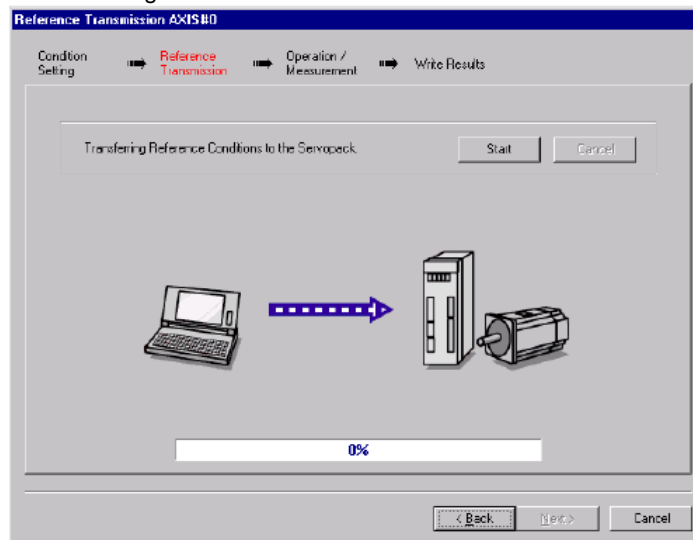 Reference Transmission AXIS#0
Condition Setting
Reference Transmission
Operation / Measurement
Write Results
Transferring Reference Conditions to the Servopack.
Start
Cancel
0%
< Back
Next >
Cancel